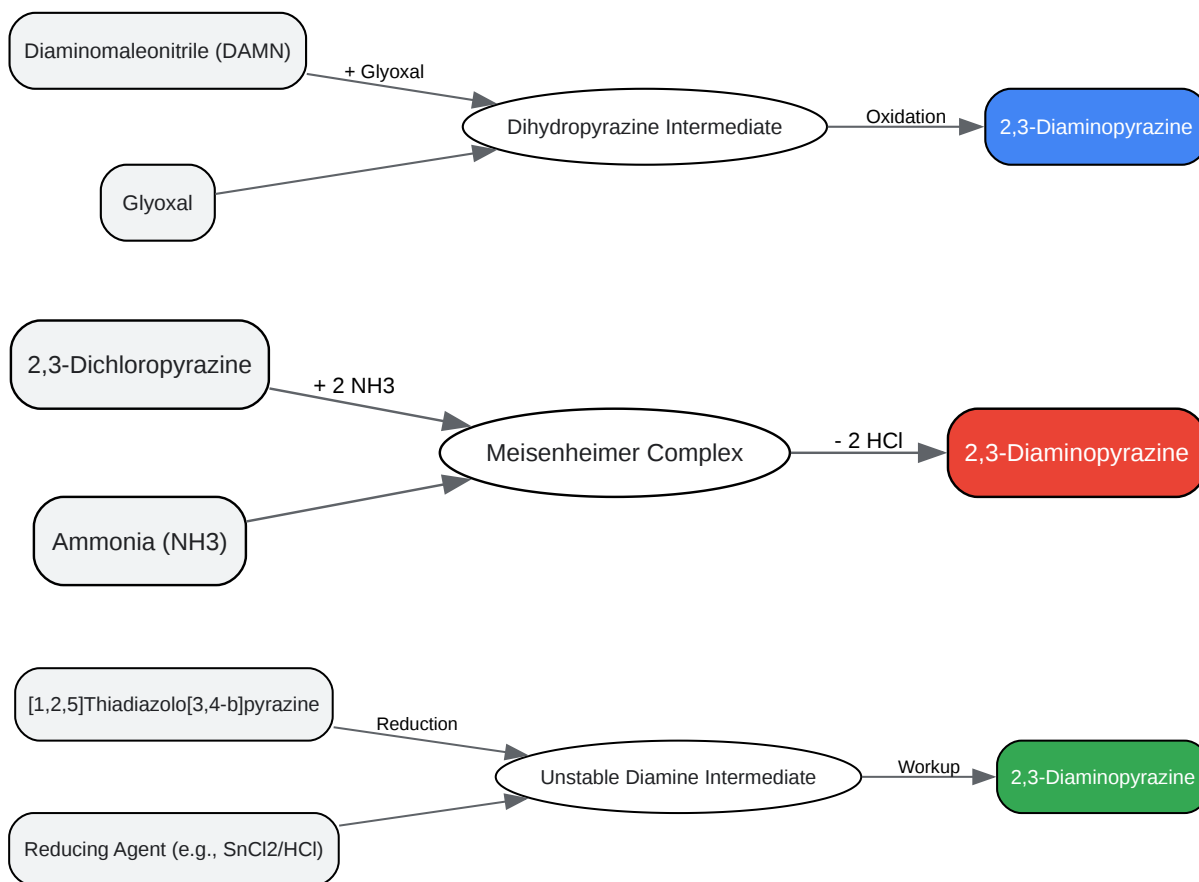 Diaminomaleonitrile (DAMN)
+ Glyoxal
Dihydropyrazine Intermediate
Oxidation
2,3-Diaminopyrazine
Glyoxal
2,3-Dichloropyrazine
+ 2 NH3
Meisenheimer Complex
- 2 HCl
2,3-Diaminopyrazine
Ammonia (NH3)
[1,2,5]Thiadiazolo[3,4-b]pyrazine
Reduction
Unstable Diamine Intermediate
Workup
2,3-Diaminopyrazine
Reducing Agent (e.g., SnCl2/HCl)